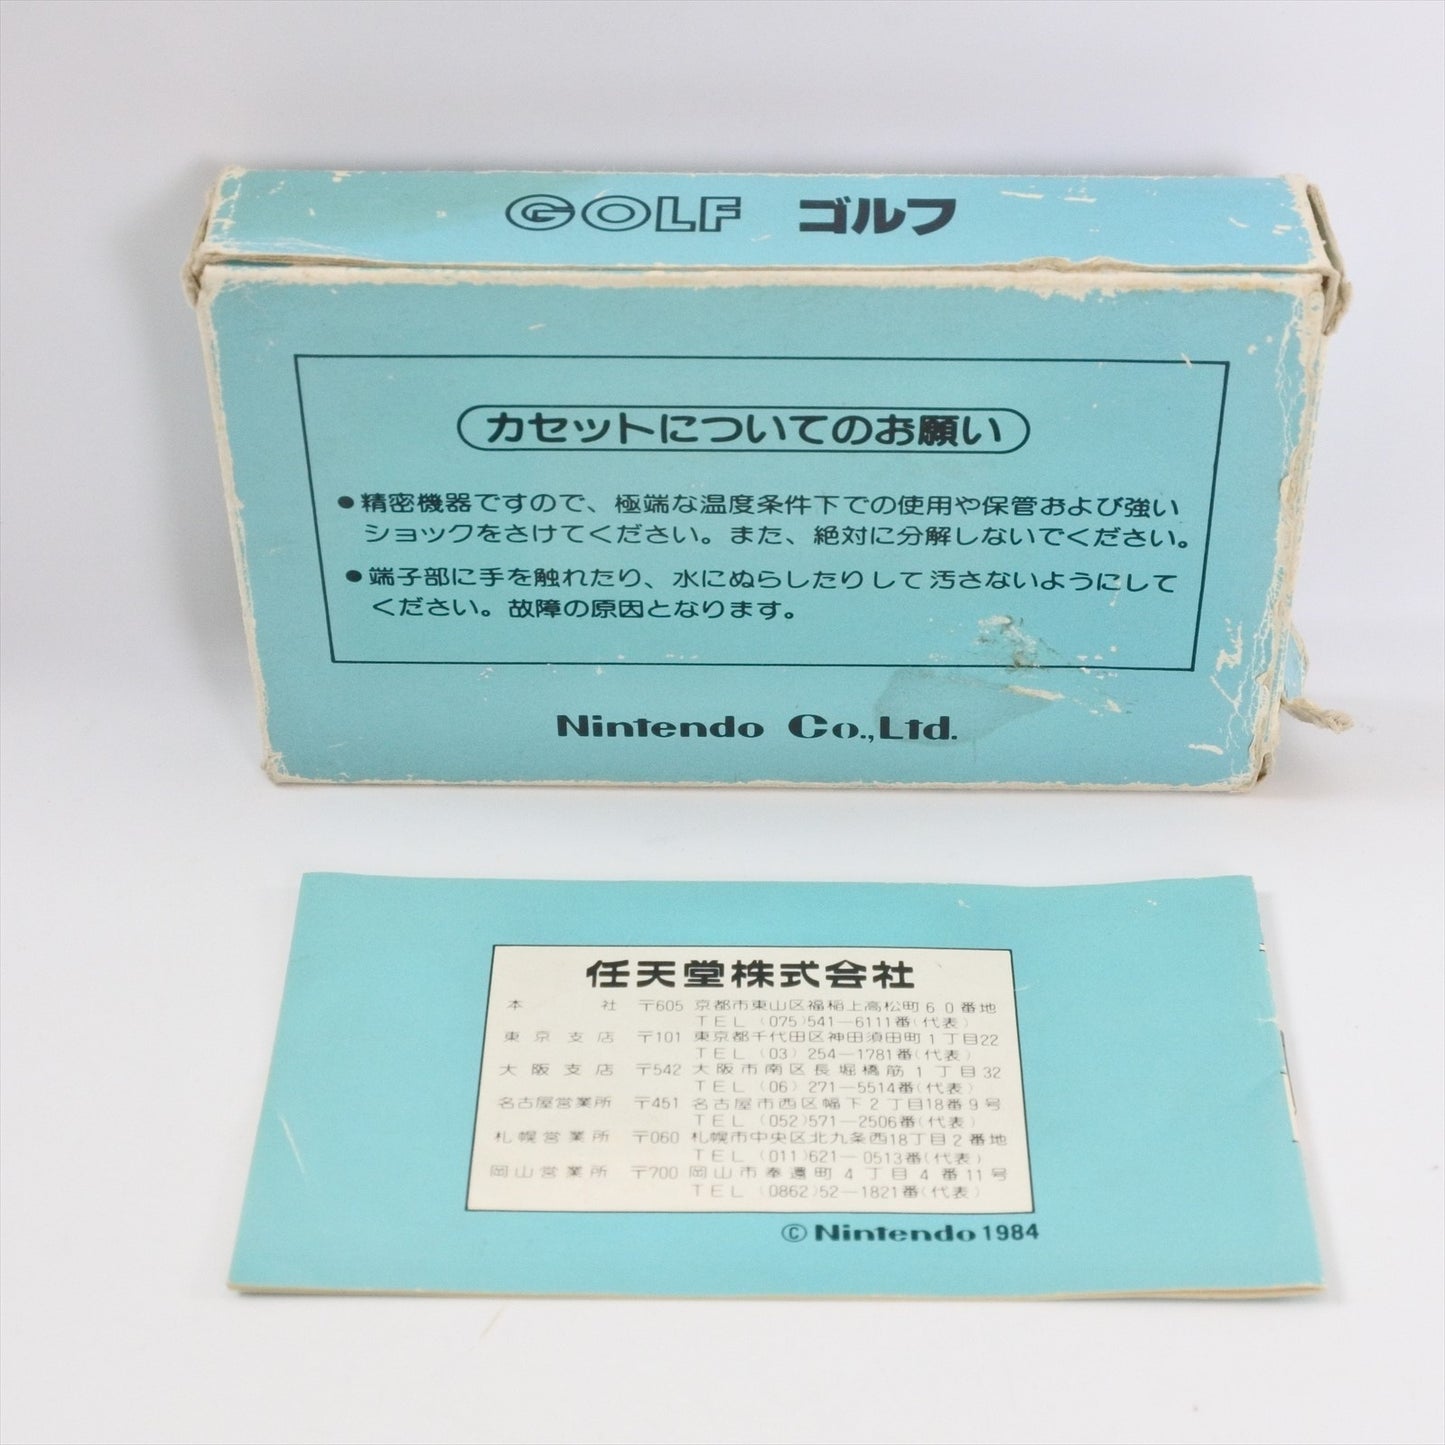 GOLF ゴルフ
カセットについてのお願い
●精密機器ですので、極端な温度条件下での使用や保管および強い
ショックをさけてください。また、絶対に分解しないでください。
●端子部に手を触れたり、水にぬらしたりして汚さないようにして
ください。故障の原因となります。
Nintendo Co.,Ltd.
任天堂株式会社
本社 〒605 京都市東山区福稲上高松町60番地
TEL (075)541-6111番(代表)
東京支店 〒101 東京都千代田区神田須田町1丁目22
TEL (03) 254-1781番(代表)
大阪支店 〒542 大阪市南区長堀橋筋1丁目32
TEL (06) 271-5514番(代表)
名古屋営業所 〒451 名古屋市西区幅下2丁目18番9号
TEL (052)571-2506番(代表)
札幌営業所 〒060 札幌市中央区北九条西18丁目2番地
TEL (011)621-0513番(代表)
岡山営業所 〒700 岡山市奉還町4丁目4番11号
TEL (0862)52-1821番(代表)
©Nintendo 1984